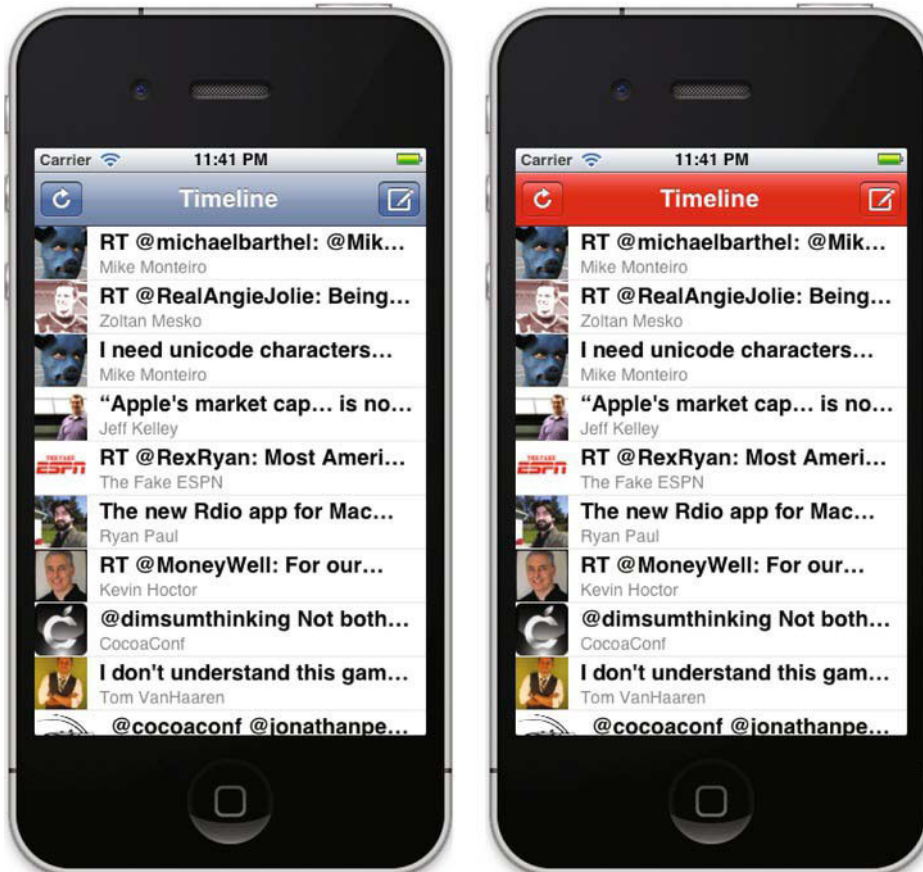 Carrier 11:41 PM
Timeline
RT @michaelbarthel: @Mik...
Mike Monteiro
RT @RealAngieJolie: Being...
Zoltan Mesko
I need unicode characters...
Mike Monteiro
“Apple's market cap... is no...
Jeff Kelley
ESPN
RT @RexRyan: Most Ameri...
The Fake ESPN
The new Rdio app for Mac...
Ryan Paul
RT @MoneyWell: For our...
Kevin Hoctor
@dimsumthinking Not both...
CocoaConf
I don't understand this gam...
Tom VanHaaren
@cocoaconf @jonathanpe...
Carrier 11:41 PM
Timeline
RT @michaelbarthel: @Mik...
Mike Monteiro
RT @RealAngieJolie: Being...
Zoltan Mesko
I need unicode characters...
Mike Monteiro
“Apple's market cap... is no...
Jeff Kelley
ESPN
RT @RexRyan: Most Ameri...
The Fake ESPN
The new Rdio app for Mac...
Ryan Paul
RT @MoneyWell: For our...
Kevin Hoctor
@dimsumthinking Not both...
CocoaConf
I don't understand this gam...
Tom VanHaaren
@cocoaconf @jonathanpe...